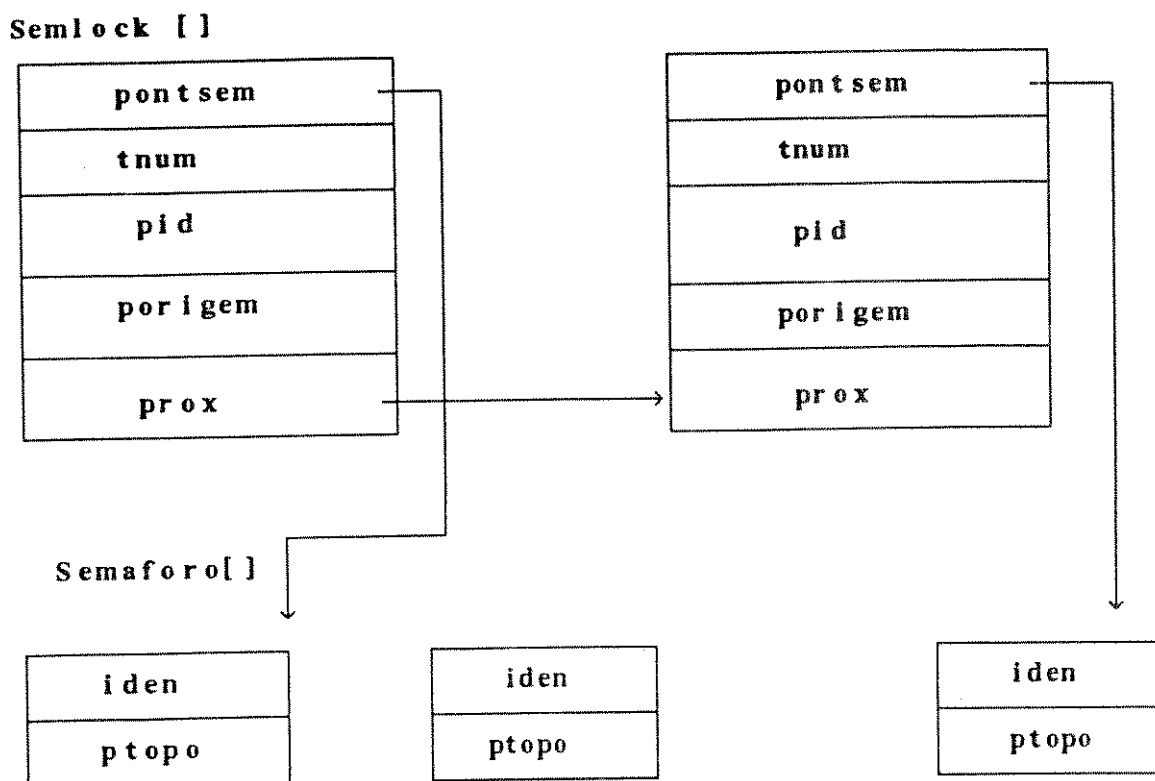 Semlock []
pontsem
tnum
pid
porigem
prox
pontsem
tnum
pid
porigem
prox
Semaforo[]
iden
ptopo
iden
ptopo
iden
ptopo